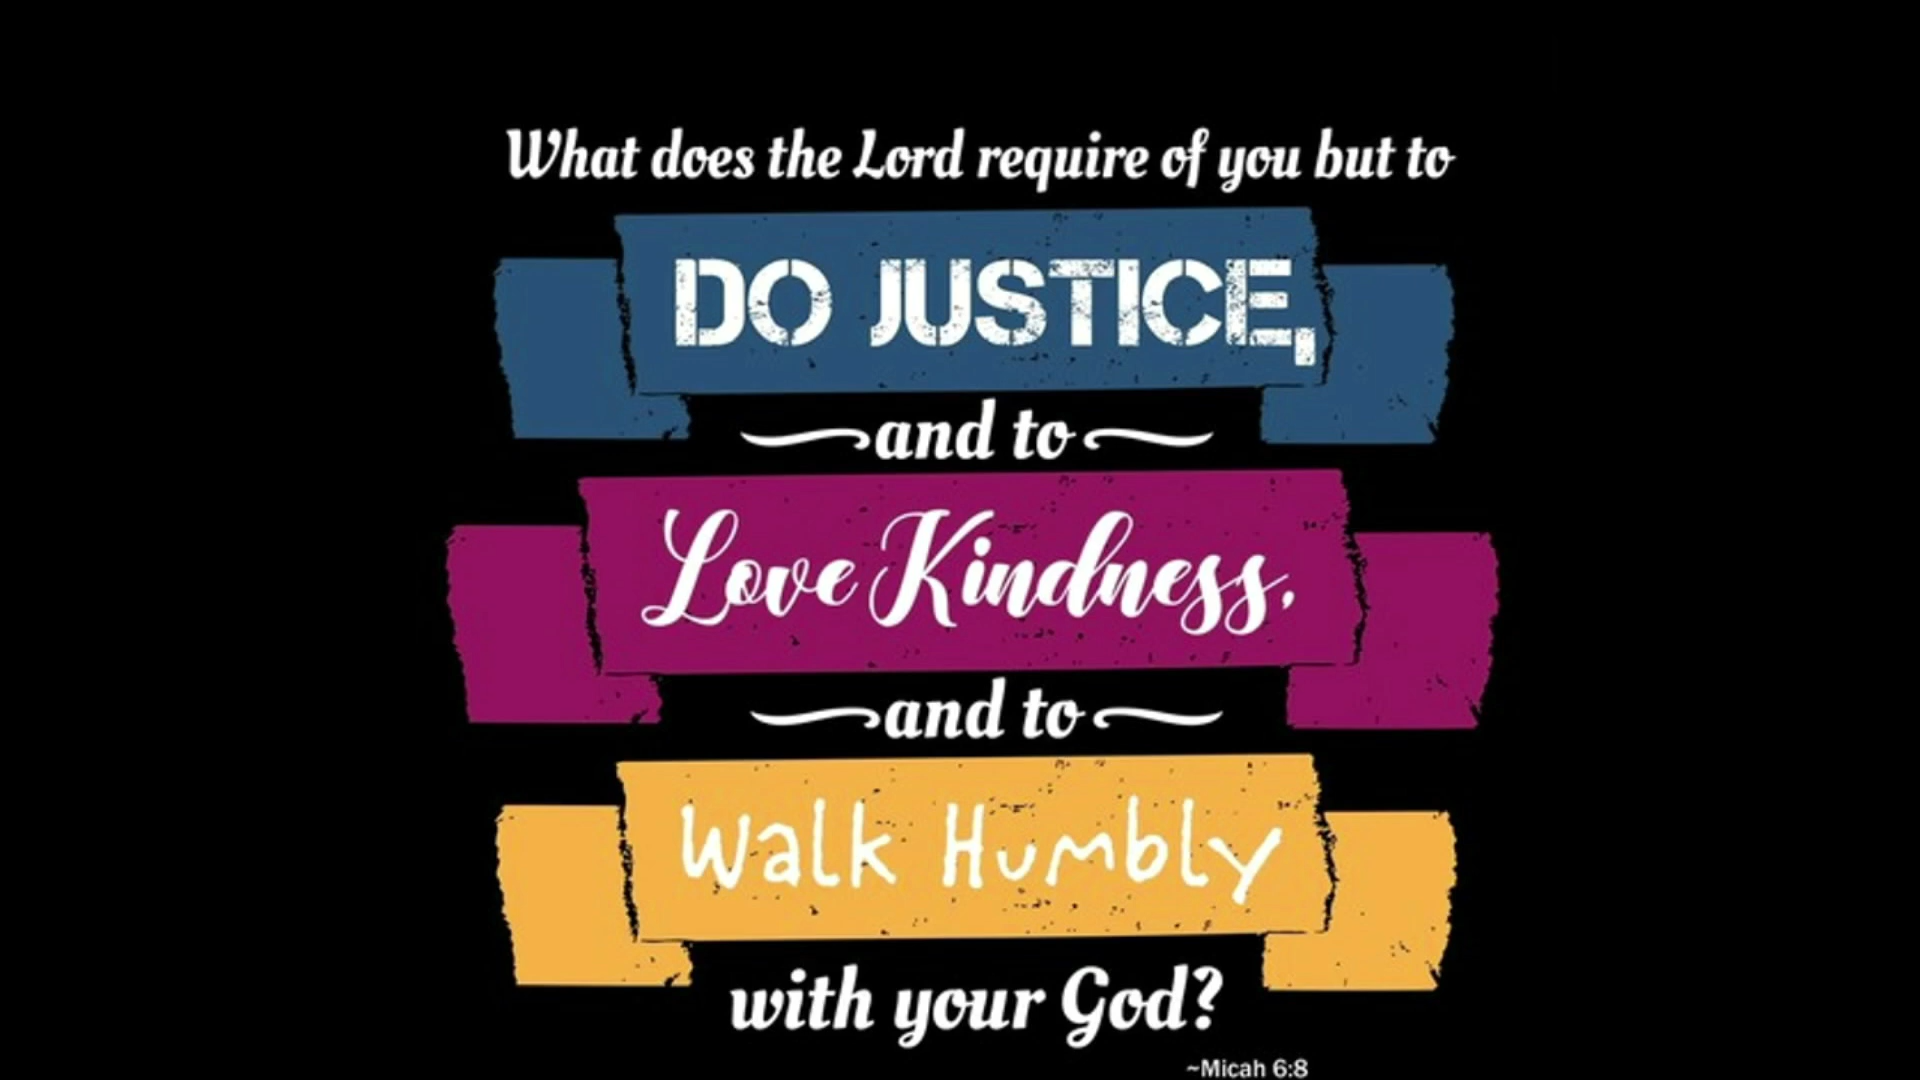 What does the Lord require of you but to
DO JUSTICE,
and to
Love Kindness,
and to
Walk Humbly
with your God?
~Micah 6:8